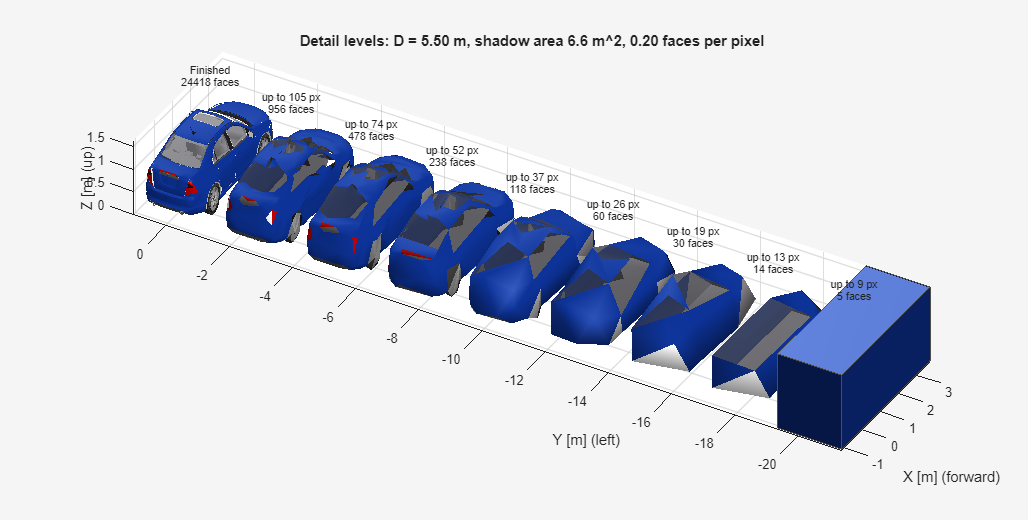 Detail levels: D = 5.50 m, shadow area 6.6 m^2, 0.20 faces per pixel
Finished
24418 faces
up to 105 px
956 faces
up to 74 px
478 faces
up to 52 px
238 faces
up to 37 px
118 faces
up to 26 px
60 faces
up to 19 px
30 faces
up to 13 px
14 faces
up to 9 px
5 faces
1.5
1
0.5
0
Z [m] (up)
0
-2
-4
-6
-8
-10
-12
-14
-16
-18
-20
Y [m] (left)
3
2
1
0
-1
X [m] (forward)